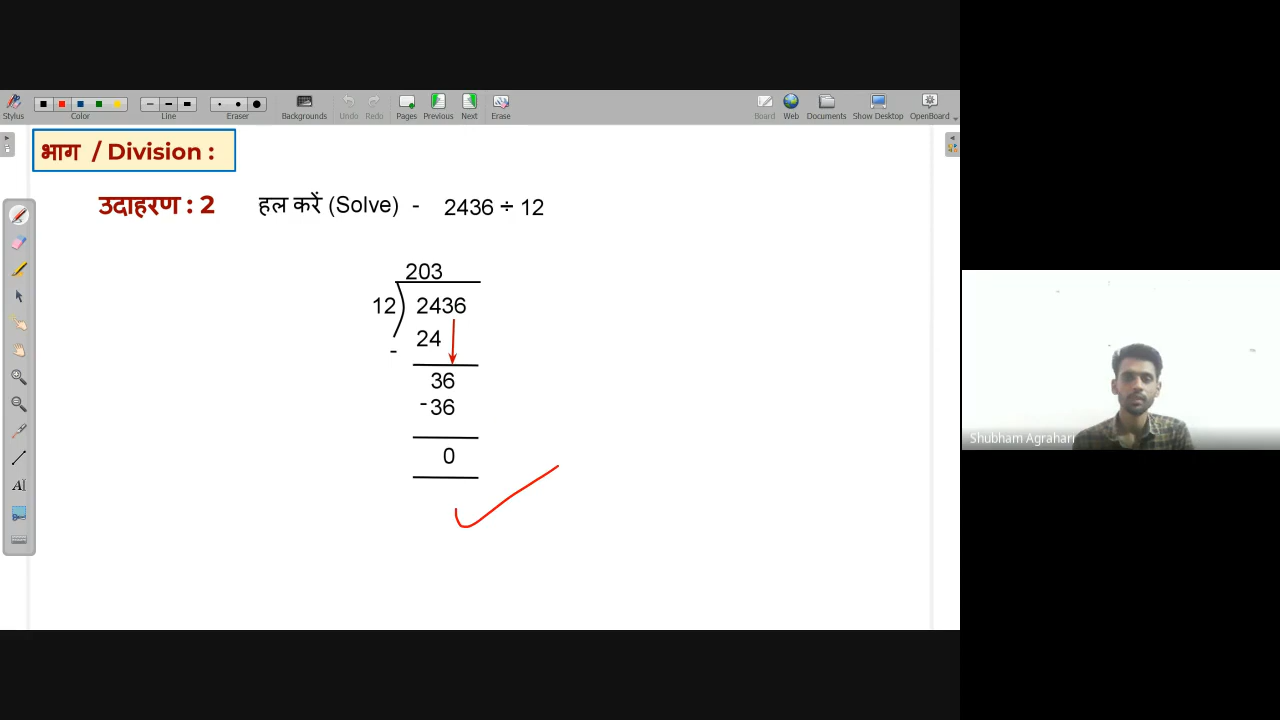 Stylus
Color
Line
Eraser
Backgrounds
Undo
Redo
Pages
Previous
Next
Erase
Board
Web
Documents
Show Desktop
OpenBoard
भाग / Division :
उदाहरण : 2 हल करें (Solve) - 2436 ÷ 12
203
12 2436
24
-
36
-36
0
Shubham Agrahari